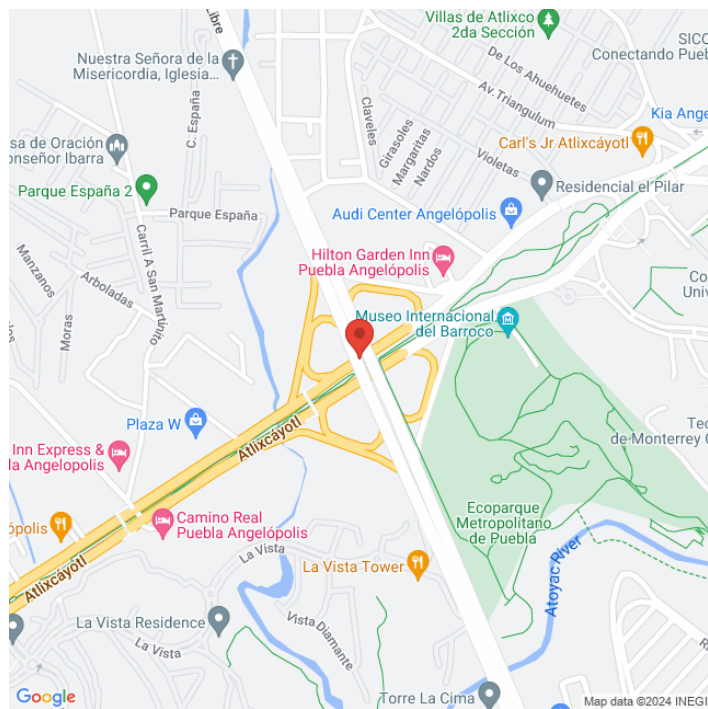 Villas de Atlixco
2da Sección
Libre
SICO
Conectando Pueb
Nuestra Señora de la
Misericordia, Iglesia...
De Los Ahuehuetes
C. España
Claveles
Av. Triangulum
Kia Ange
Girasoles
Margaritas
Nardos
Carl's Jr Atlixcáyotl
sa de Oración
onseñor Ibarra
Violetas
Residencial el Pilar
Parque España 2
Parque España
Audi Center Angelópolis
Carril A San Martinito
Manzanos
Arboladas
Moras
Hilton Garden Inn
Puebla Angelópolis
Co
Univ
Museo Internacional
del Barroco
Plaza W
Atlixcáyotl
Tec
de Monterrey C
Inn Express &
la Angelopolis
Camino Real
Puebla Angelópolis
ópolis
Ecoparque
Metropolitano
de Puebla
La Vista
La Vista Tower
Atoyac River
Atlixcáyotl
La Vista Residence
Vista Diamante
La Vista
R
Torre La Cima
Google
Map data ©2024 INEGI